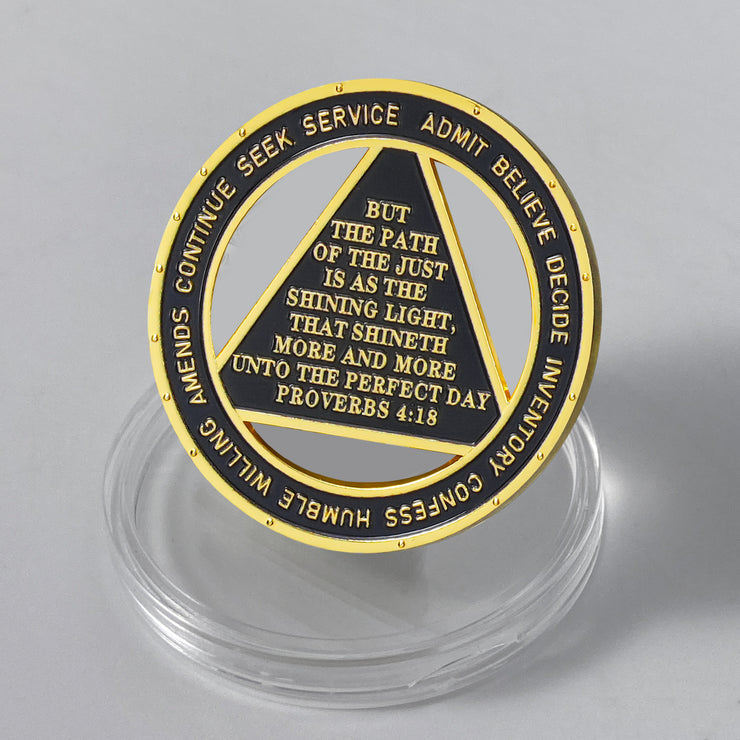 ADMIT BELIEVE DECIDE INVENTORY CONFESS HUMBLE WILLING AMENDS CONTINUE SEEK SERVICE
BUT
THE PATH
OF THE JUST
IS AS THE
SHINING LIGHT,
THAT SHINETH
MORE AND MORE
UNTO THE PERFECT DAY
PROVERBS 4:18